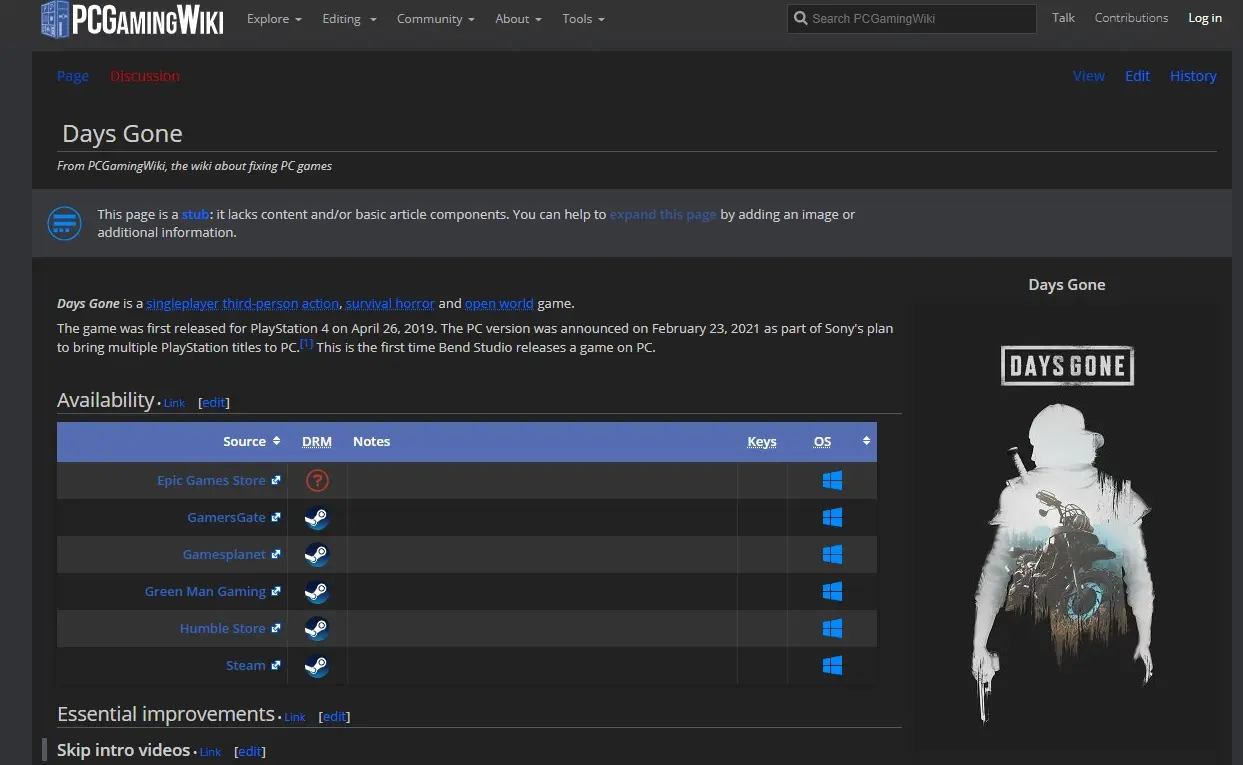 PCGamingWiki Explore Editing Community About Tools Search PCGamingWiki Talk Contributions Log in
Page Discussion View Edit History
Days Gone
From PCGamingWiki, the wiki about fixing PC games
This page is a stub: it lacks content and/or basic article components. You can help to expand this page by adding an image or
additional information.
Days Gone is a singleplayer third-person action, survival horror and open world game.
The game was first released for PlayStation 4 on April 26, 2019. The PC version was announced on February 23, 2021 as part of Sony's plan
to bring multiple PlayStation titles to PC.[1] This is the first time Bend Studio releases a game on PC.
Availability • Link [edit]
Source DRM Notes Keys OS
Epic Games Store ?
GamersGate
Gamesplanet
Green Man Gaming
Humble Store
Steam
Essential improvements • Link [edit]
Skip intro videos • Link [edit]
Days Gone
DAYS GONE